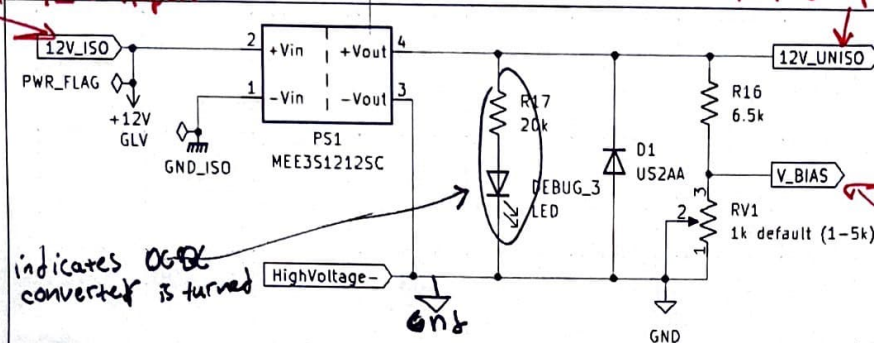 12V_ISO
PWR_FLAG
+12V
GLV
GND_ISO
2
1
+Vin
-Vin
+Vout
-Vout
4
3
PS1
MEE3S1212SC
R17
20k
DEBUG_3
LED
D1
US2AA
12V_UNISO
R16
6.5k
V_BIAS
3
2
1
RV1
1k default (1-5k)
HighVoltage-
GND
indicates
converter is turned
Gnd